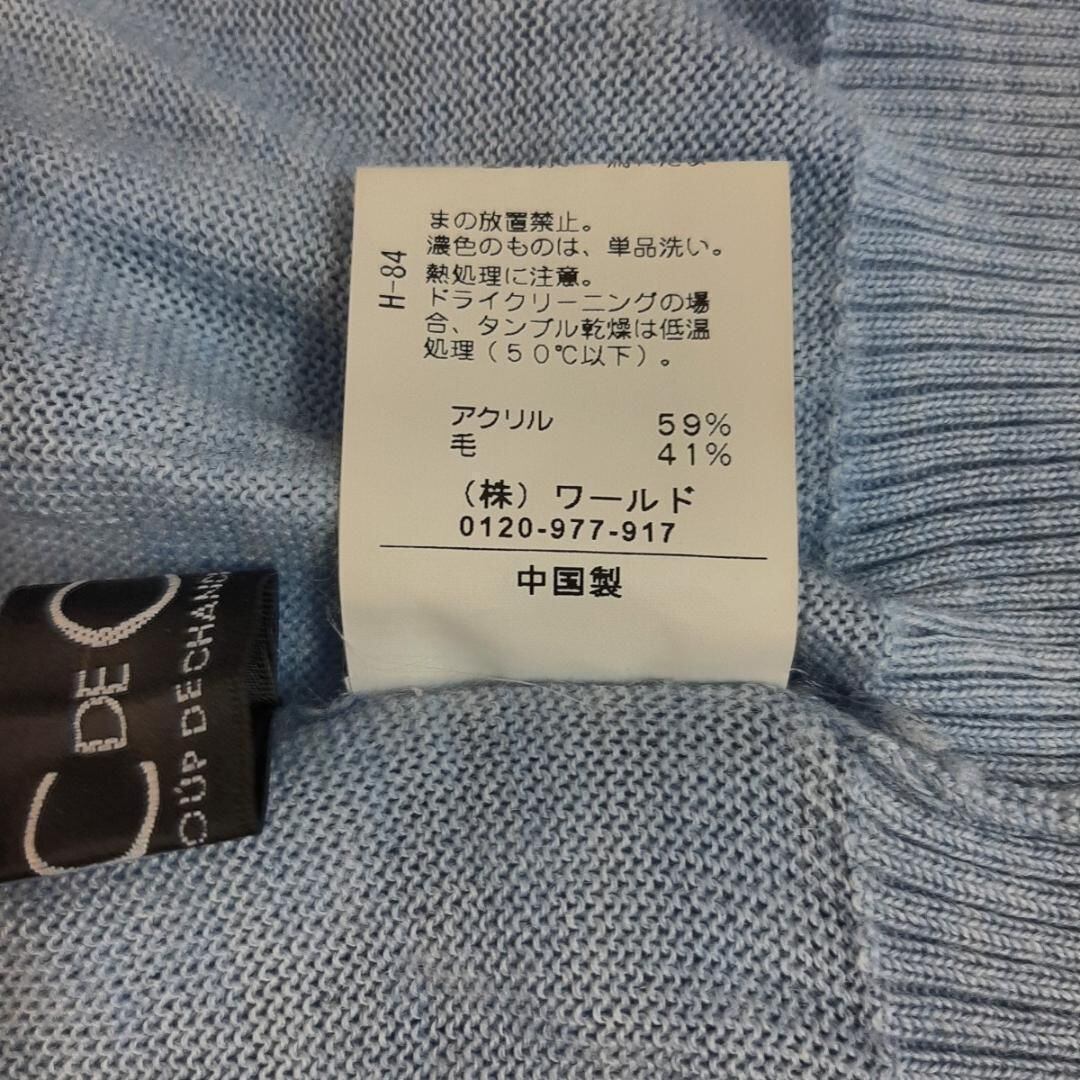 まの放置禁止。
濃色のものは、単品洗い。
熱処理に注意。
ドライクリーニングの場
合、タンブル乾燥は低温
処理(50℃以下)。
H-84
アクリル 59%
毛 41%
(株)ワールド
0120-977-917
中国製
C DE C
OUP DE CHANC